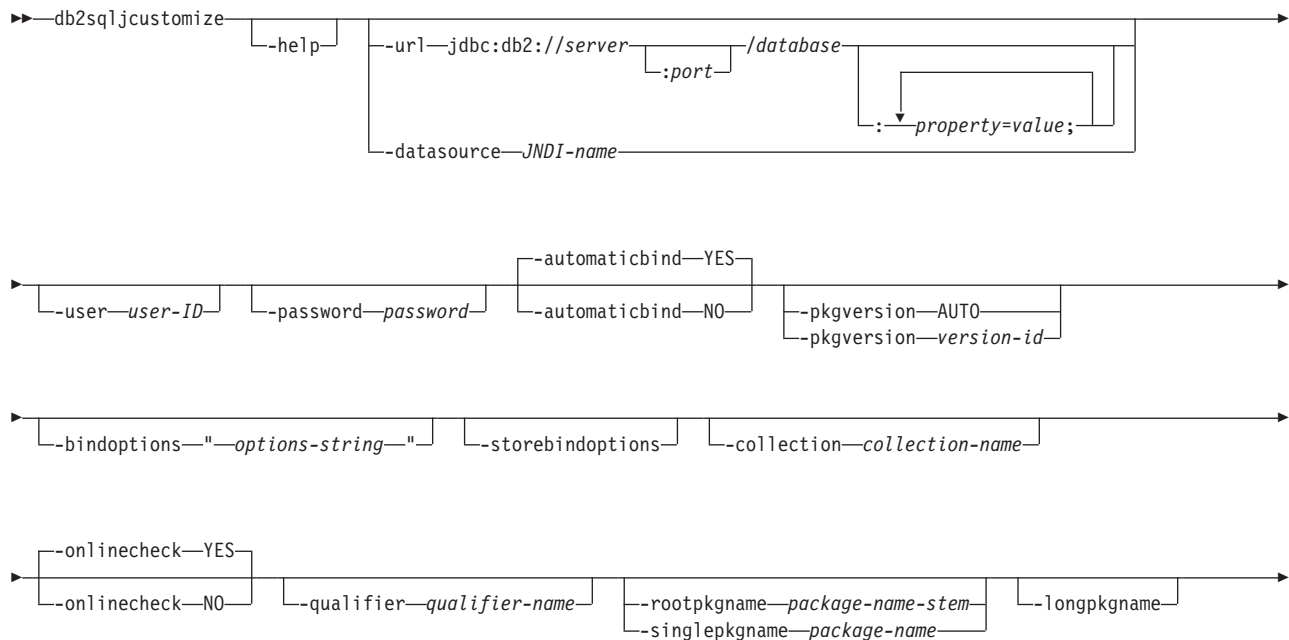 db2sqljcustomize
-help
-url jdbc:db2://server /database
:port
: property=value;
-datasource JNDI-name
-automaticbind YES
-user user-ID -password password -automaticbind NO -pkgversion AUTO
-pkgversion version-id
-bindoptions " options-string " -storebindoptions -collection collection-name
-onlinecheck YES
-onlinecheck NO -qualifier qualifier-name -rootpkgname package-name-stem -longpkgname
-singlepkgname package-name